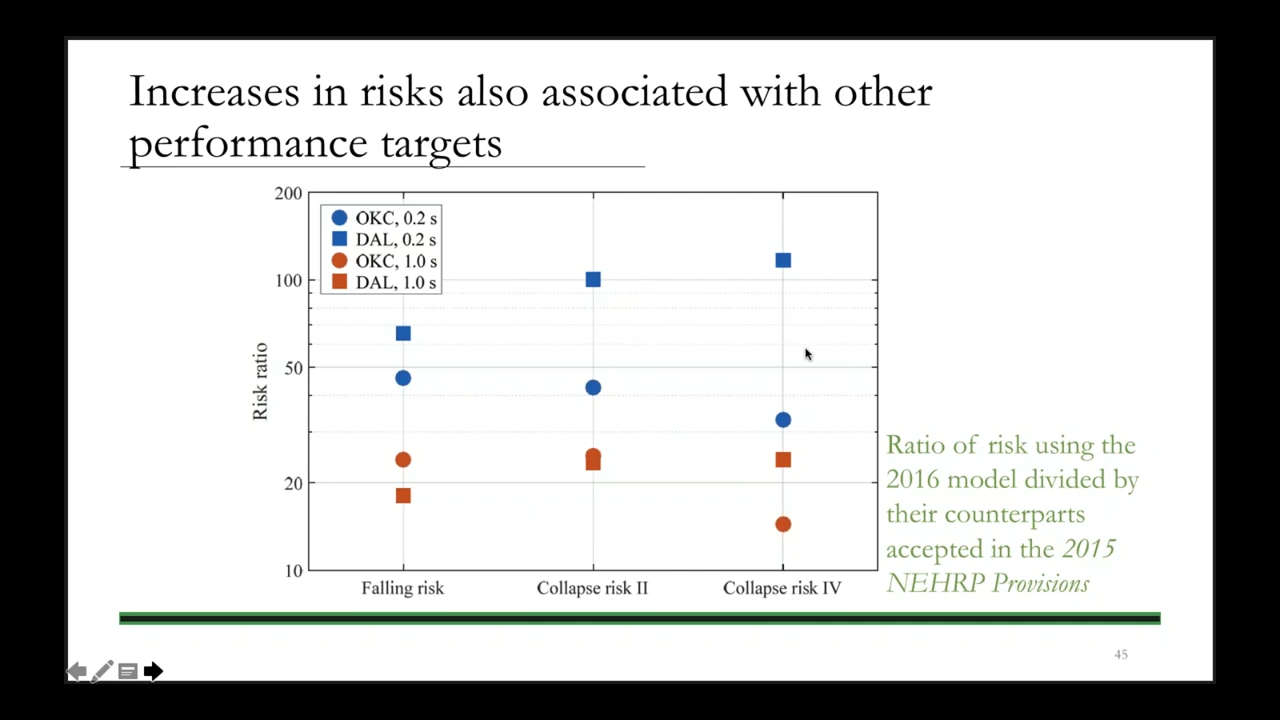 Increases in risks also associated with other
performance targets
200
100
50
20
10
Risk ratio
OKC, 0.2 s
DAL, 0.2 s
OKC, 1.0 s
DAL, 1.0 s
Falling risk
Collapse risk II
Collapse risk IV
Ratio of risk using the
2016 model divided by
their counterparts
accepted in the 2015
NEHRP Provisions
45